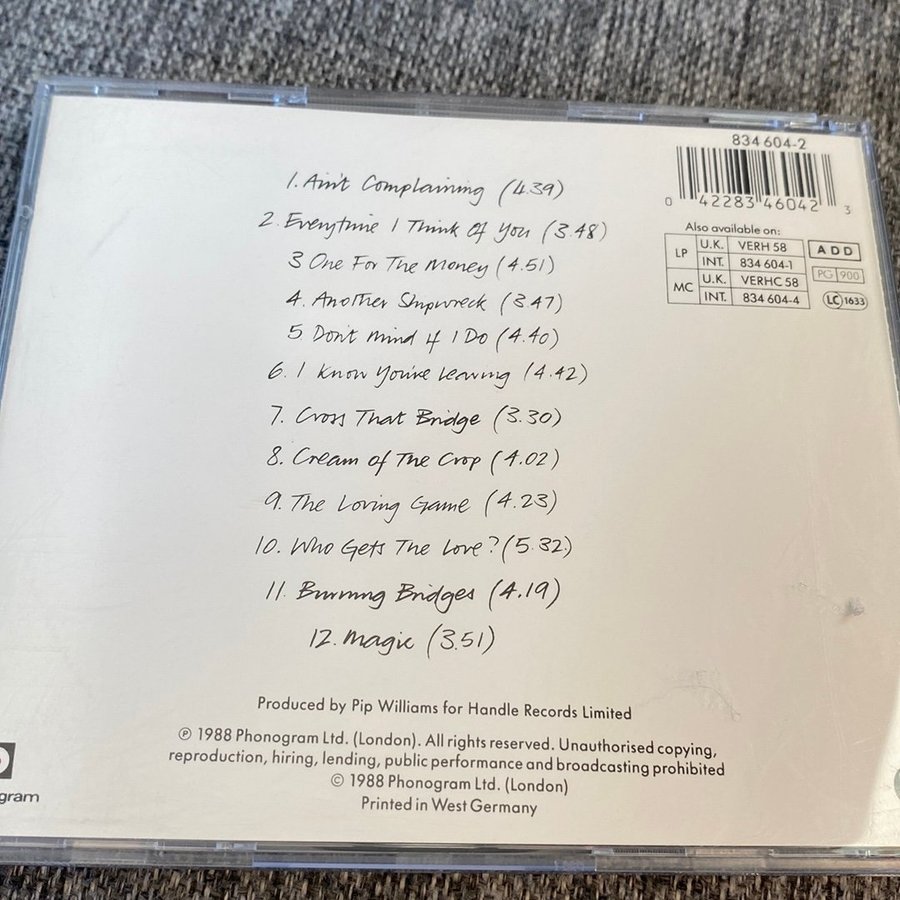 834 604-2
0 42283 46042 3
Also available on:
LP U.K. VERH 58
INT. 834 604-1
MC U.K. VERHC 58
INT. 834 604-4
ADD
PG 900
LC 1633
1. Ain't Complaining (4.39)
2. Everytime I Think Of You (3.48)
3 One For The Money (4.51)
4. Another Shipwreck (3.47)
5 Don't Mind If I Do (4.40)
6. I Know You're Leaving (4.42)
7. Cross That Bridge (3.30)
8. Cream of The Crop (4.02)
9. The Loving Game (4.23)
10. Who Gets The Love? (5.32)
11. Burning Bridges (4.19)
12. Magic (3.51)
Produced by Pip Williams for Handle Records Limited
℗ 1988 Phonogram Ltd. (London). All rights reserved. Unauthorised copying,
reproduction, hiring, lending, public performance and broadcasting prohibited
© 1988 Phonogram Ltd. (London)
Printed in West Germany
gram